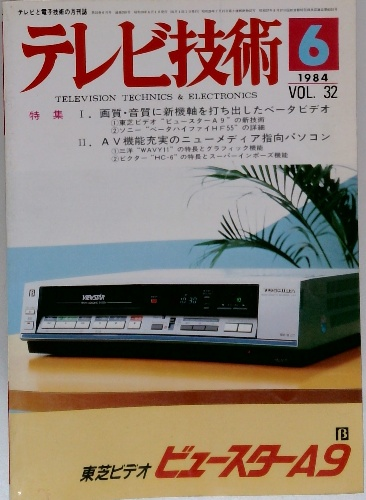 テレビと電子技術の月刊誌
テレビ技術
6
1984
VOL. 32
TELEVISION TECHNICS & ELECTRONICS
特集 Ⅰ. 画質・音質に新機軸を打ち出したベータビデオ
①東芝ビデオ“ビュースターA9”の新技術
②ソニー“ベータハイファイHF55”の詳細
Ⅱ. AV機能充実のニューメディア指向パソコン
①三洋“WAVY11”の特長とグラフィック機能
②ビクター“HC-6”の特長とスーパーインポーズ機能
VIEWSTAR
β
東芝ビデオ ビュースターA9